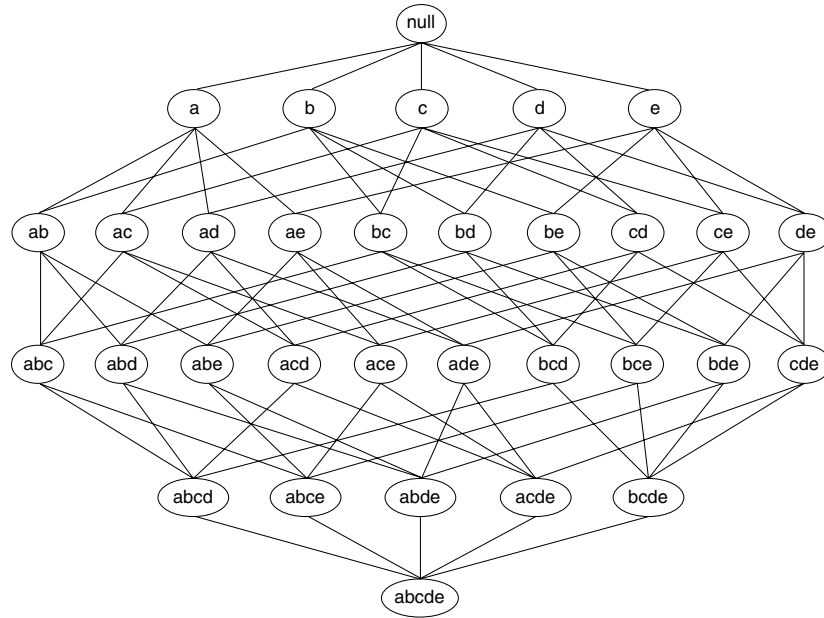 null
a b c d e
ab ac ad ae bc bd be cd ce de
abc abd abe acd ace ade bcd bce bde cde
abcd abce abde acde bcde
abcde